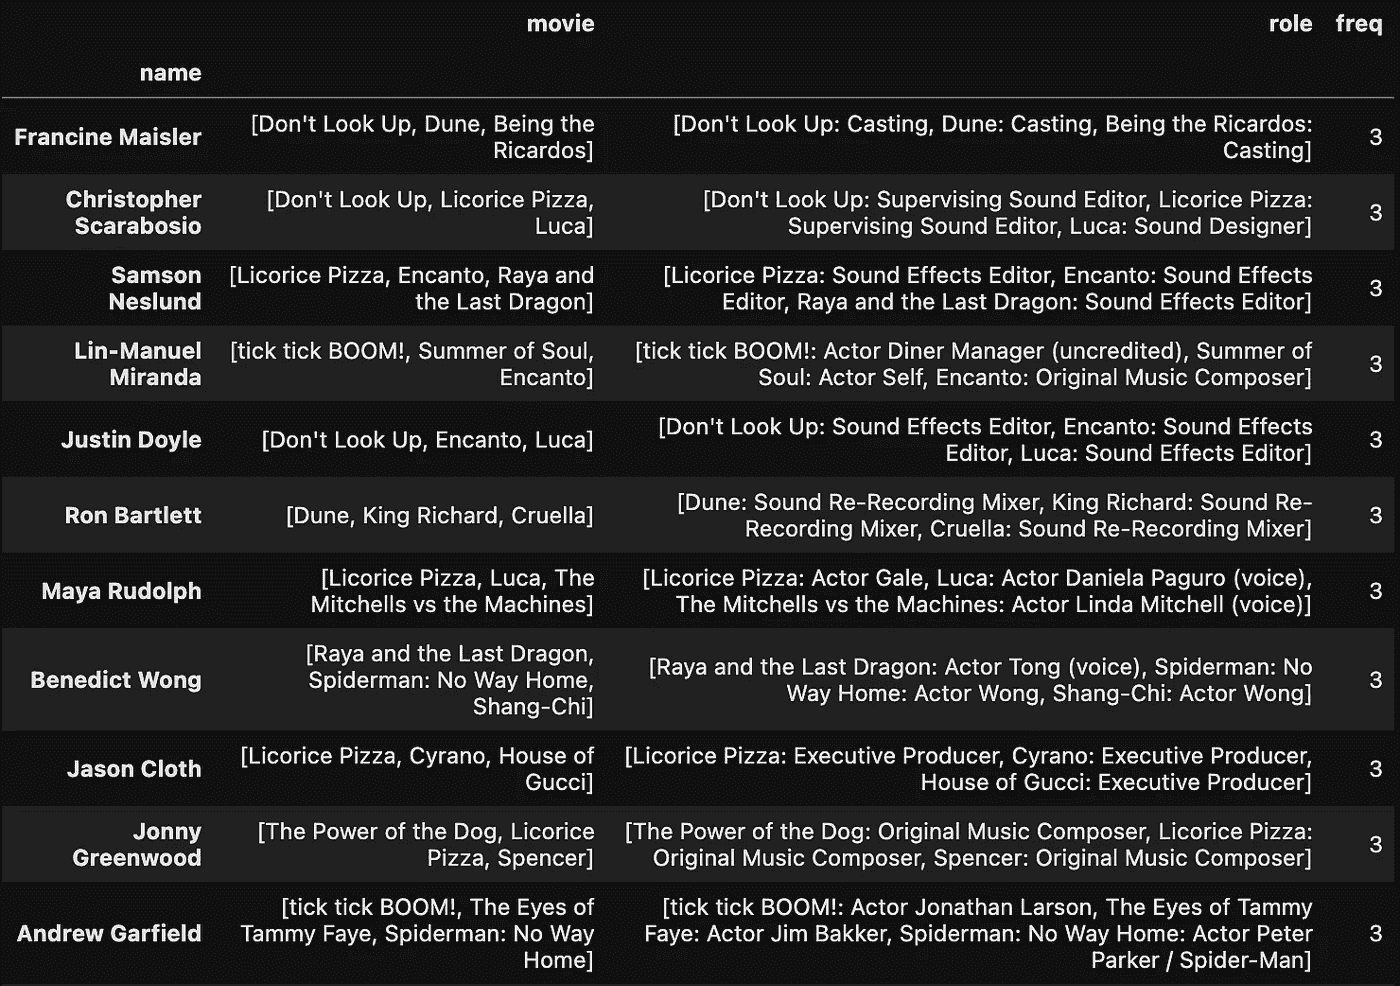 movie role freq
name
Francine Maisler [Don't Look Up, Dune, Being the Ricardos] [Don't Look Up: Casting, Dune: Casting, Being the Ricardos: Casting] 3
Christopher Scarabosio [Don't Look Up, Licorice Pizza, Luca] [Don't Look Up: Supervising Sound Editor, Licorice Pizza: Supervising Sound Editor, Luca: Sound Designer] 3
Samson Neslund [Licorice Pizza, Encanto, Raya and the Last Dragon] [Licorice Pizza: Sound Effects Editor, Encanto: Sound Effects Editor, Raya and the Last Dragon: Sound Effects Editor] 3
Lin-Manuel Miranda [tick tick BOOM!, Summer of Soul, Encanto] [tick tick BOOM!: Actor Diner Manager (uncredited), Summer of Soul: Actor Self, Encanto: Original Music Composer] 3
Justin Doyle [Don't Look Up, Encanto, Luca] [Don't Look Up: Sound Effects Editor, Encanto: Sound Effects Editor, Luca: Sound Effects Editor] 3
Ron Bartlett [Dune, King Richard, Cruella] [Dune: Sound Re-Recording Mixer, King Richard: Sound Re-Recording Mixer, Cruella: Sound Re-Recording Mixer] 3
Maya Rudolph [Licorice Pizza, Luca, The Mitchells vs the Machines] [Licorice Pizza: Actor Gale, Luca: Actor Daniela Paguro (voice), The Mitchells vs the Machines: Actor Linda Mitchell (voice)] 3
Benedict Wong [Raya and the Last Dragon, Spiderman: No Way Home, Shang-Chi] [Raya and the Last Dragon: Actor Tong (voice), Spiderman: No Way Home: Actor Wong, Shang-Chi: Actor Wong] 3
Jason Cloth [Licorice Pizza, Cyrano, House of Gucci] [Licorice Pizza: Executive Producer, Cyrano: Executive Producer, House of Gucci: Executive Producer] 3
Jonny Greenwood [The Power of the Dog, Licorice Pizza, Spencer] [The Power of the Dog: Original Music Composer, Licorice Pizza: Original Music Composer, Spencer: Original Music Composer] 3
Andrew Garfield [tick tick BOOM!, The Eyes of Tammy Faye, Spiderman: No Way Home] [tick tick BOOM!: Actor Jonathan Larson, The Eyes of Tammy Faye: Actor Jim Bakker, Spiderman: No Way Home: Actor Peter Parker / Spider-Man] 3